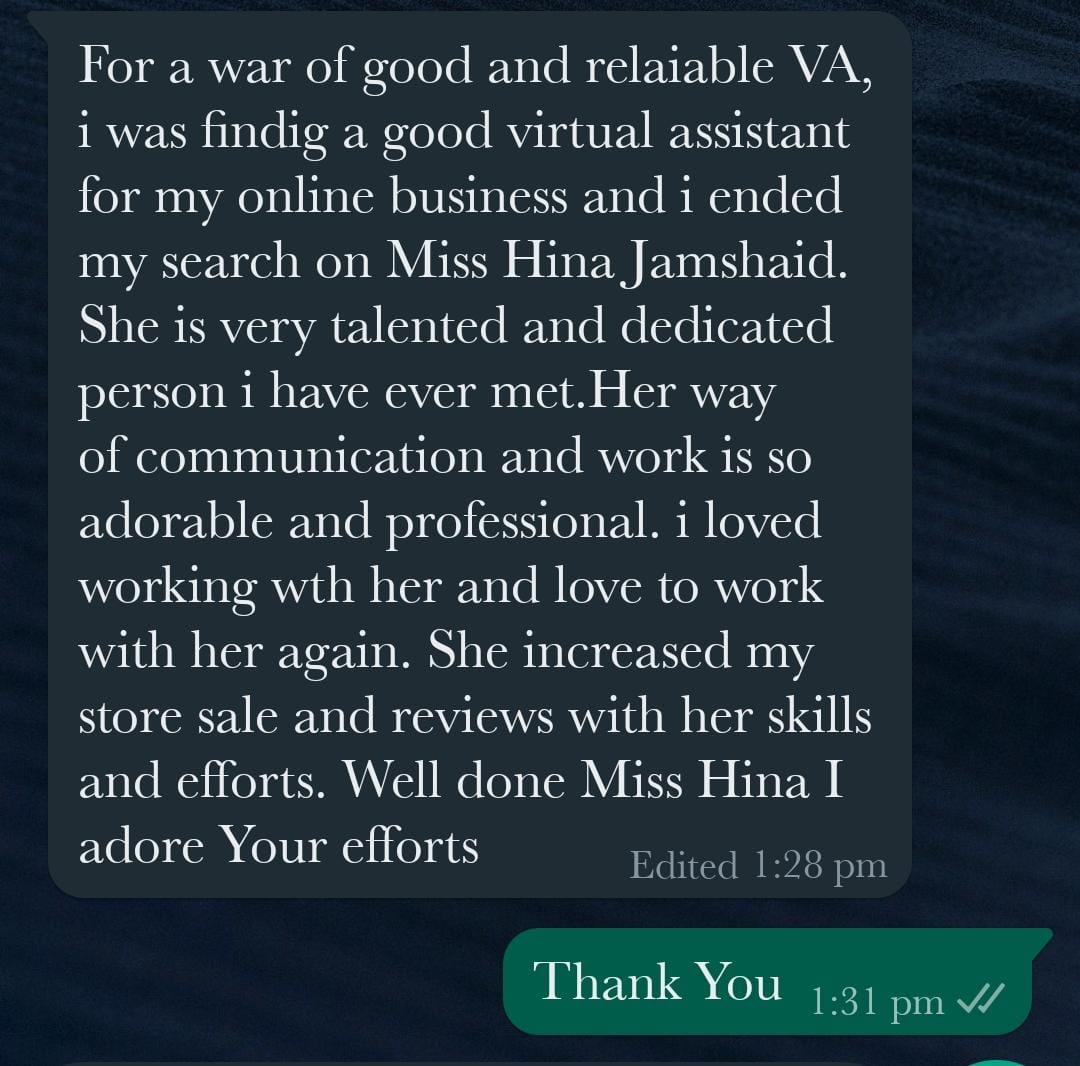 For a war of good and relaiable VA,
i was findig a good virtual assistant
for my online business and i ended
my search on Miss Hina Jamshaid.
She is very talented and dedicated
person i have ever met.Her way
of communication and work is so
adorable and professional. i loved
working wth her and love to work
with her again. She increased my
store sale and reviews with her skills
and efforts. Well done Miss Hina I
adore Your efforts
Edited 1:28 pm
Thank You 1:31 pm